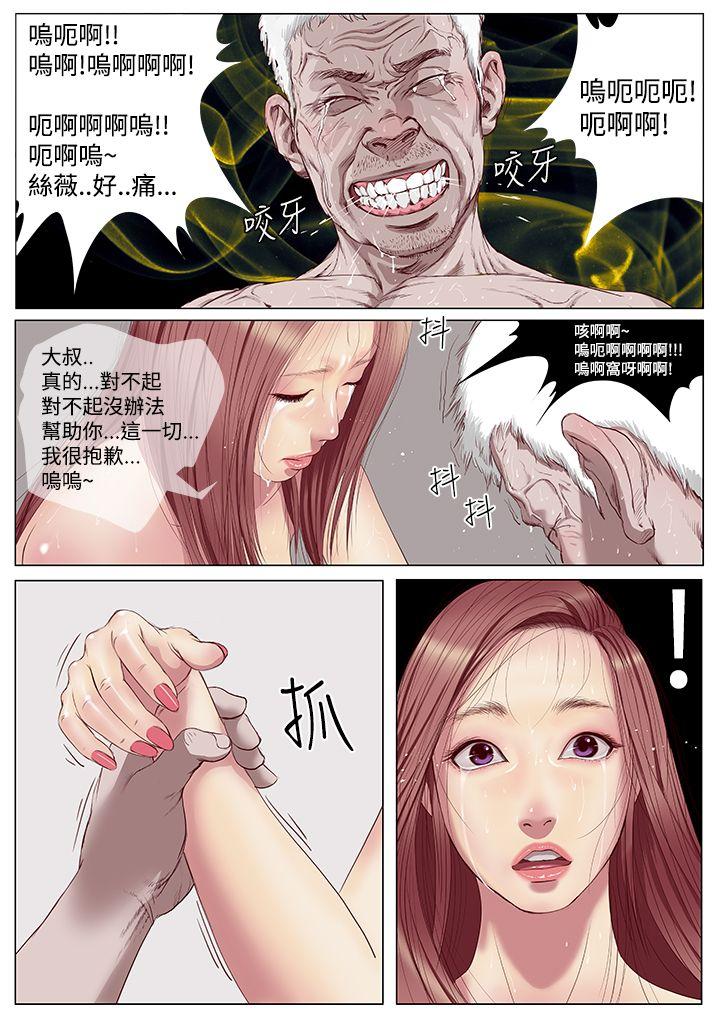 嗚呃啊!!
嗚啊!嗚啊啊啊!
呃啊啊啊嗚!!
呃啊嗚~
絲薇..好..痛...
嗚呃呃呃!
呃啊啊!
咬牙
咬牙
大叔..
真的...對不起
對不起沒辦法
幫助你...這一切...
我很抱歉...
嗚嗚~
抖
咳啊啊~
嗚呃啊啊啊啊!!!
嗚啊窩呀啊啊!
抖
抖
抓
!